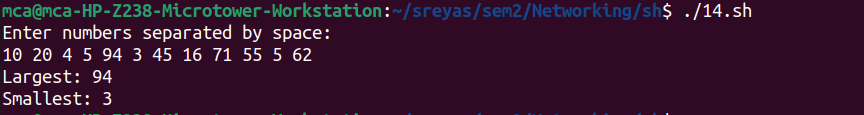 mca@mca-HP-Z238-Microtower-Workstation:~/sreyas/sem2/Networking/sh$ ./14.sh
Enter numbers separated by space:
10 20 4 5 94 3 45 16 71 55 5 62
Largest: 94
Smallest: 3